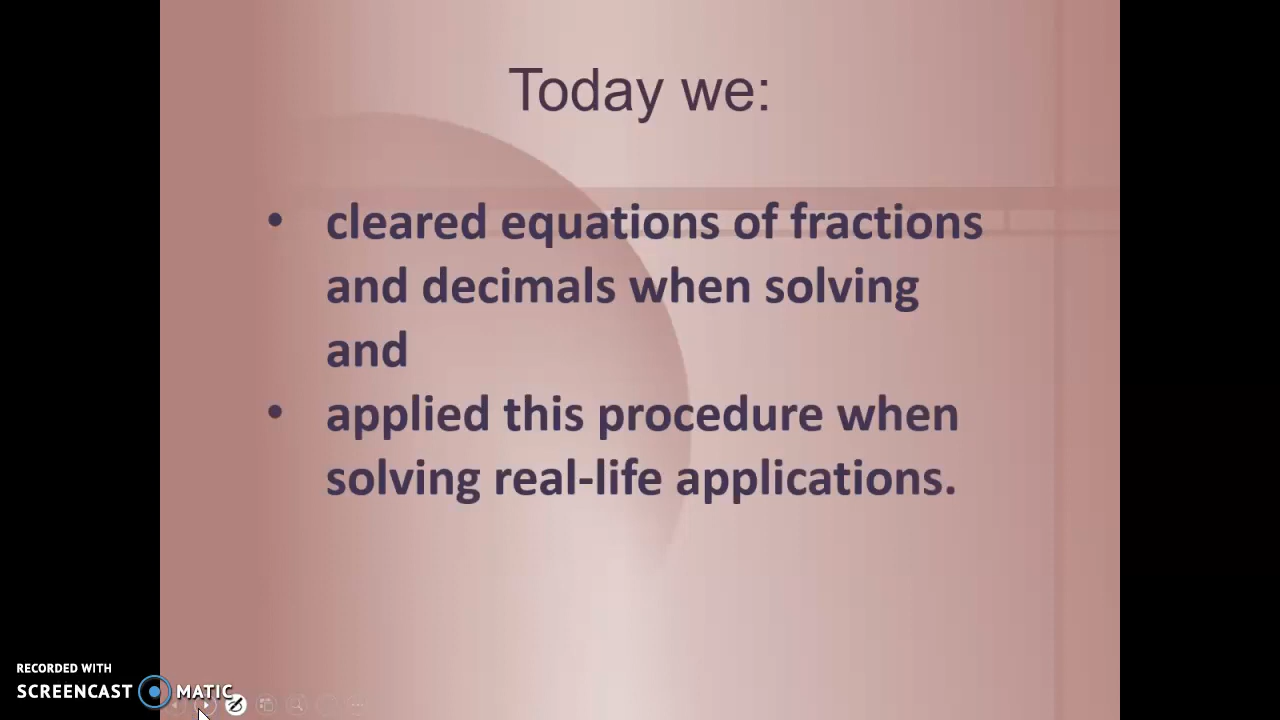 Today we:
• cleared equations of fractions
and decimals when solving
and
• applied this procedure when
solving real-life applications.
RECORDED WITH
SCREENCAST MATIC